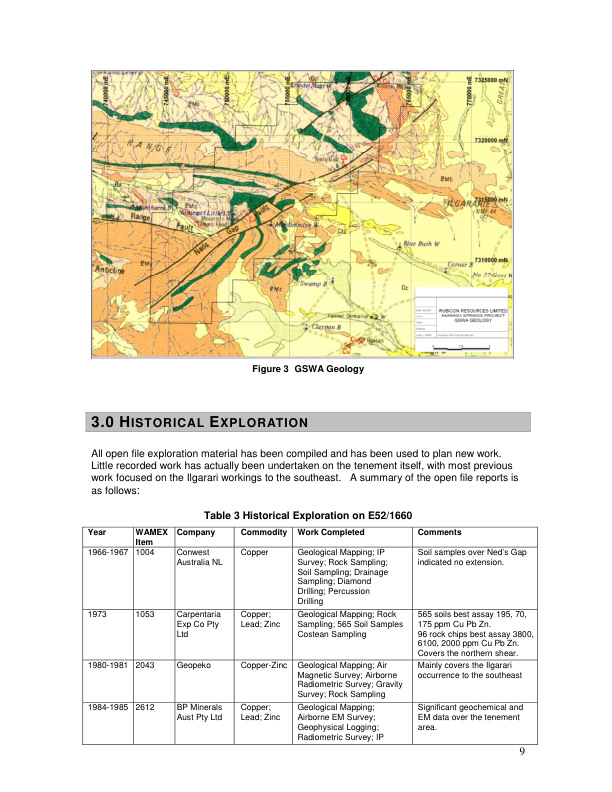 740000 mE
745000 mE
750000 mE
755000 mE
765000 mE
770000 mE
7325000 mN
7320000 mN
RANGE
7315000 mN
ILGARARI
Range
Fault
Neds Gap Fault
Blue Bush W
7310000 mN
Corner B
Anticline
Swamp B
Claypan B
RUBICON RESOURCES LIMITED
GSWA GEOLOGY
Figure 3 GSWA Geology
3.0 HISTORICAL EXPLORATION
All open file exploration material has been compiled and has been used to plan new work.
Little recorded work has actually been undertaken on the tenement itself, with most previous
work focused on the Ilgarari workings to the southeast. A summary of the open file reports is
as follows:
Table 3 Historical Exploration on E52/1660
Year WAMEX Item Company Commodity Work Completed Comments
1966-1967 1004 Conwest Australia NL Copper Geological Mapping; IP
Survey; Rock Sampling;
Soil Sampling; Drainage
Sampling; Diamond
Drilling; Percussion
Drilling
Soil samples over Ned's Gap
indicated no extension.
1973 1053 Carpentaria Exp Co Pty Ltd Copper; Lead; Zinc Geological Mapping; Rock
Sampling; 565 Soil Samples
Costean Sampling
565 soils best assay 195, 70,
175 ppm Cu Pb Zn.
96 rock chips best assay 3800,
6100, 2000 ppm Cu Pb Zn.
Covers the northern shear.
1980-1981 2043 Geopeko Copper-Zinc Geological Mapping; Air
Magnetic Survey; Airborne
Radiometric Survey; Gravity
Survey; Rock Sampling
Mainly covers the Ilgarari
occurrence to the southeast
1984-1985 2612 BP Minerals Aust Pty Ltd Copper; Lead; Zinc Geological Mapping;
Airborne EM Survey;
Geophysical Logging;
Radiometric Survey; IP
Significant geochemical and
EM data over the tenement
area.
9